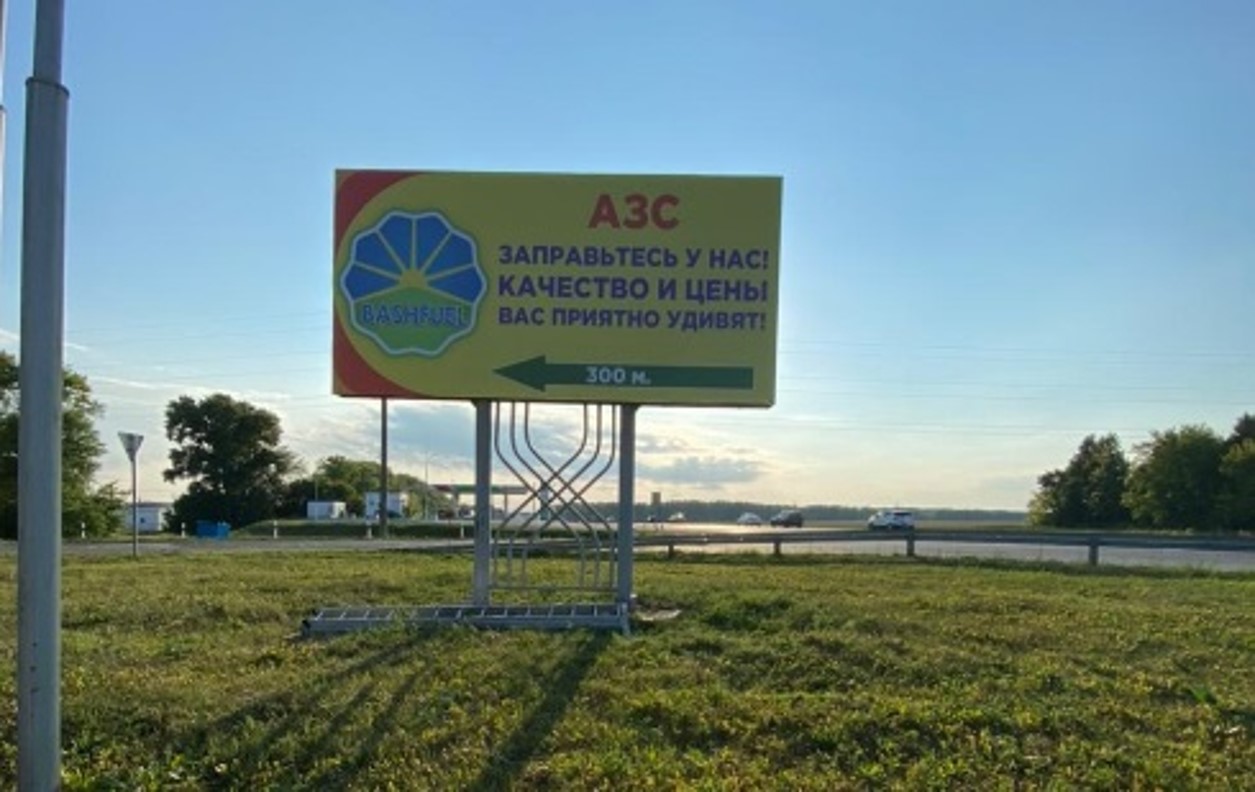 АЗС
ЗАПРАВЬТЕСЬ У НАС!
КАЧЕСТВО И ЦЕНЫ
ВАС ПРИЯТНО УДИВЯТ!
BASHFUEL
300 м.